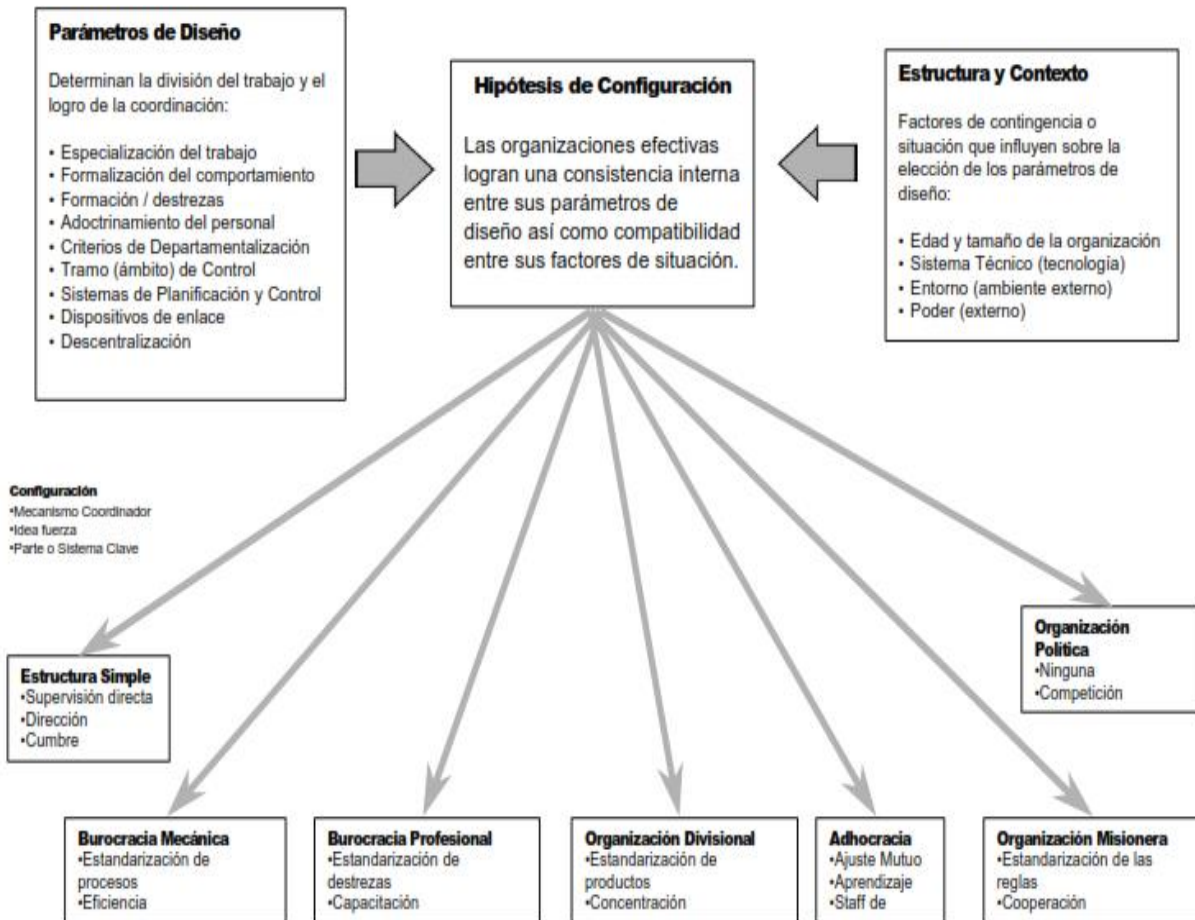 Parámetros de Diseño
Determinan la división del trabajo y el
logro de la coordinación:
• Especialización del trabajo
• Formalización del comportamiento
• Formación / destrezas
• Adoctrinamiento del personal
• Criterios de Departamentalización
• Tramo (ámbito) de Control
• Sistemas de Planificación y Control
• Dispositivos de enlace
• Descentralización
Hipótesis de Configuración
Las organizaciones efectivas
logran una consistencia interna
entre sus parámetros de
diseño así como compatibilidad
entre sus factores de situación.
Estructura y Contexto
Factores de contingencia o
situación que influyen sobre la
elección de los parámetros de
diseño:
• Edad y tamaño de la organización
• Sistema Técnico (tecnología)
• Entorno (ambiente externo)
• Poder (externo)
Configuración
•Mecanismo Coordinador
•Idea fuerza
•Parte o Sistema Clave
Estructura Simple
•Supervisión directa
•Dirección
•Cumbre
Organización
Política
•Ninguna
•Competición
Burocracia Mecánica
•Estandarización de
procesos
•Eficiencia
Burocracia Profesional
•Estandarización de
destrezas
•Capacitación
Organización Divisional
•Estandarización de
productos
•Concentración
Adhocracia
•Ajuste Mutuo
•Aprendizaje
•Staff de
Organización Misionera
•Estandarización de las
reglas
•Cooperación